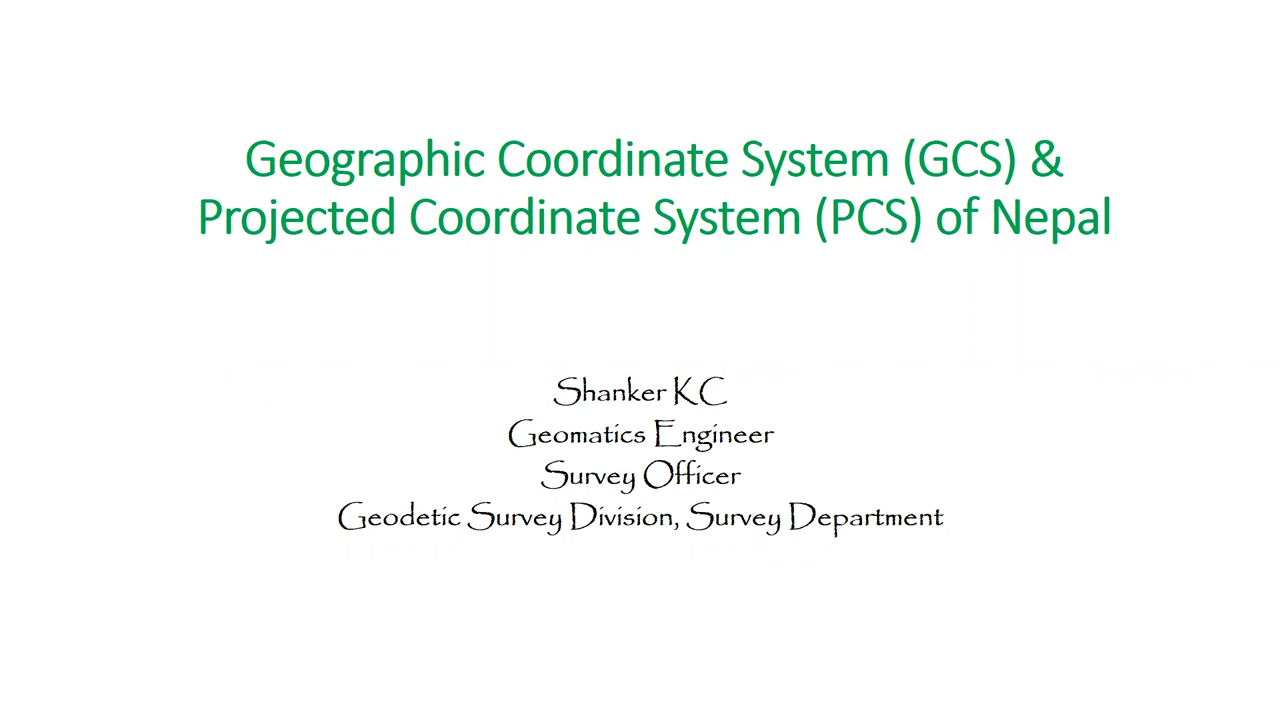 Geographic Coordinate System (GCS) &
Projected Coordinate System (PCS) of Nepal
Shanker KC
Geomatics Engineer
Survey Officer
Geodetic Survey Division, Survey Department